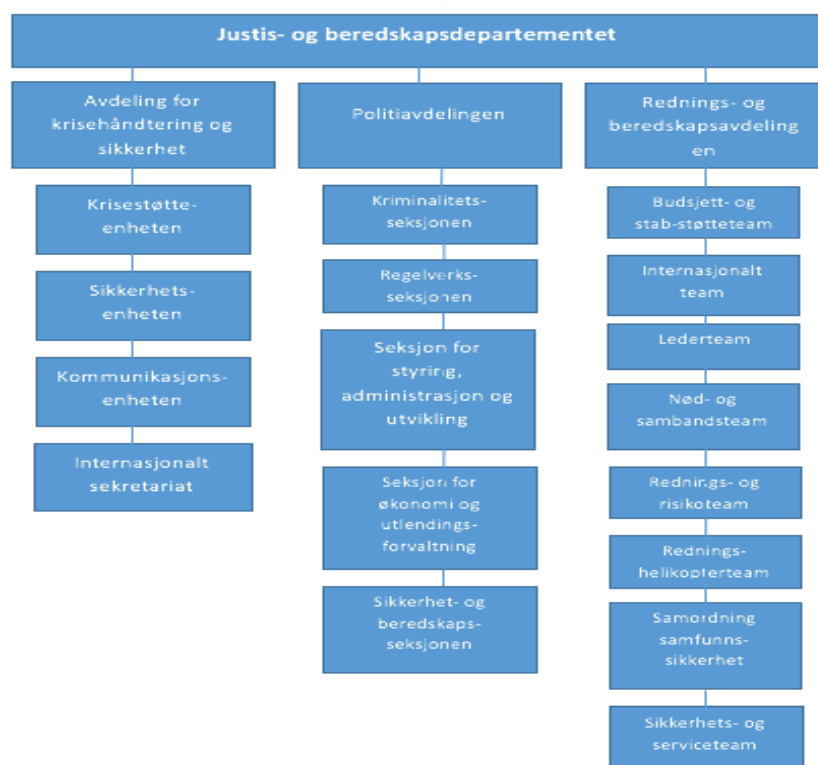 Justis- og beredskapsdepartementet
Avdeling for
krisehåndtering og
sikkerhet
Krisestøtte-
enheten
Sikkerhets-
enheten
Kommunikasjons-
enheten
Internasjonalt
sekretariat
Politiavdelingen
Kriminalitets-
seksjonen
Regelverks-
seksjonen
Seksjon for
styring,
administrasjon og
utvikling
Seksjon for
økonomi og
utlendings-
forvaltning
Sikkerhet- og
beredskaps-
seksjonen
Rednings- og
beredskapsavdeling
en
Budsjett- og
stab-støtteteam
Internasjonalt
team
Lederteam
Nød- og
sambandsteam
Rednings- og
risikoteam
Rednings-
helikopterteam
Samordning
samfunns-
sikkerhet
Sikkerhets- og
serviceteam